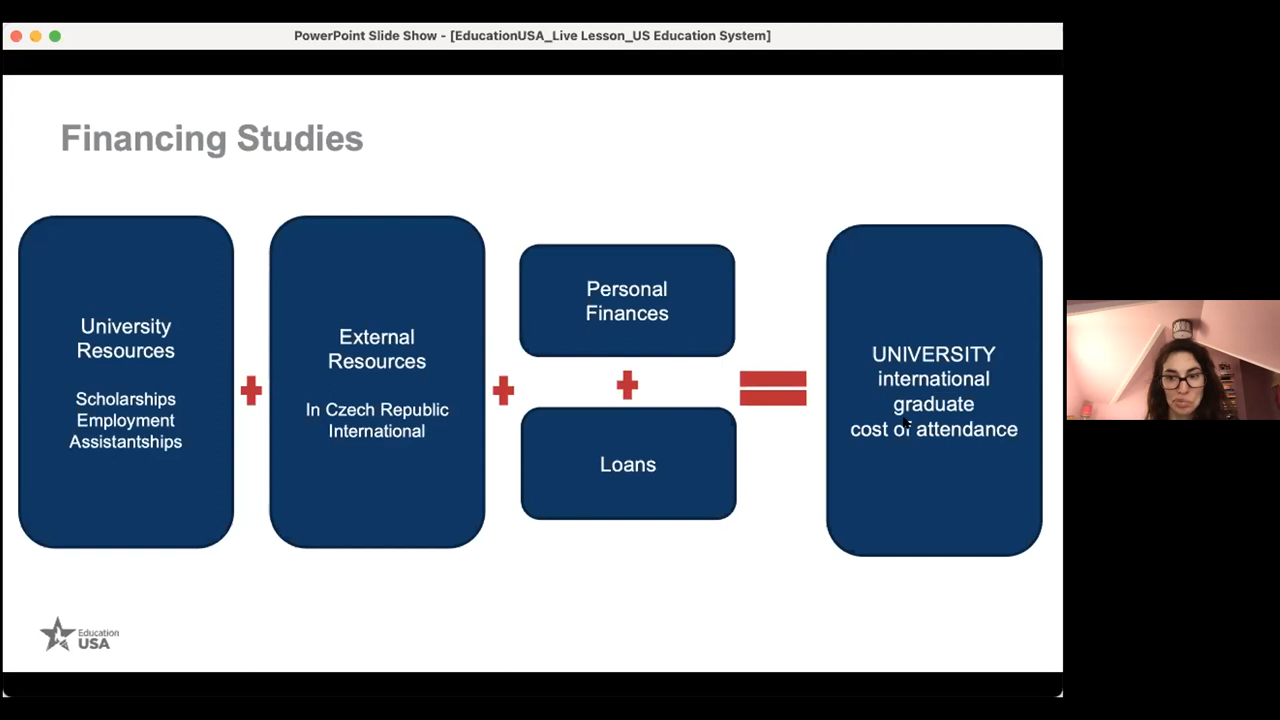 PowerPoint Slide Show - [EducationUSA_Live Lesson_US Education System]
Financing Studies
University
Resources
Scholarships
Employment
Assistantships
External
Resources
In Czech Republic
International
Personal
Finances
Loans
UNIVERSITY
international
graduate
cost of attendance
Education
USA